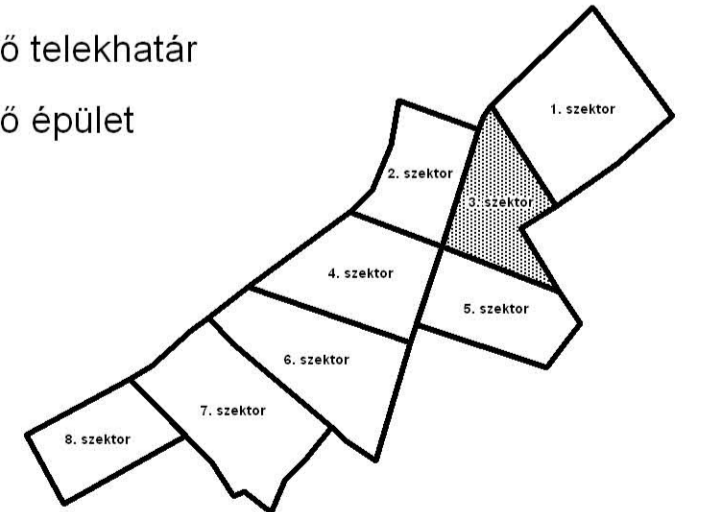 ő telekhatár
ő épület
1. szektor
2. szektor
3. szektor
4. szektor
5. szektor
6. szektor
7. szektor
8. szektor